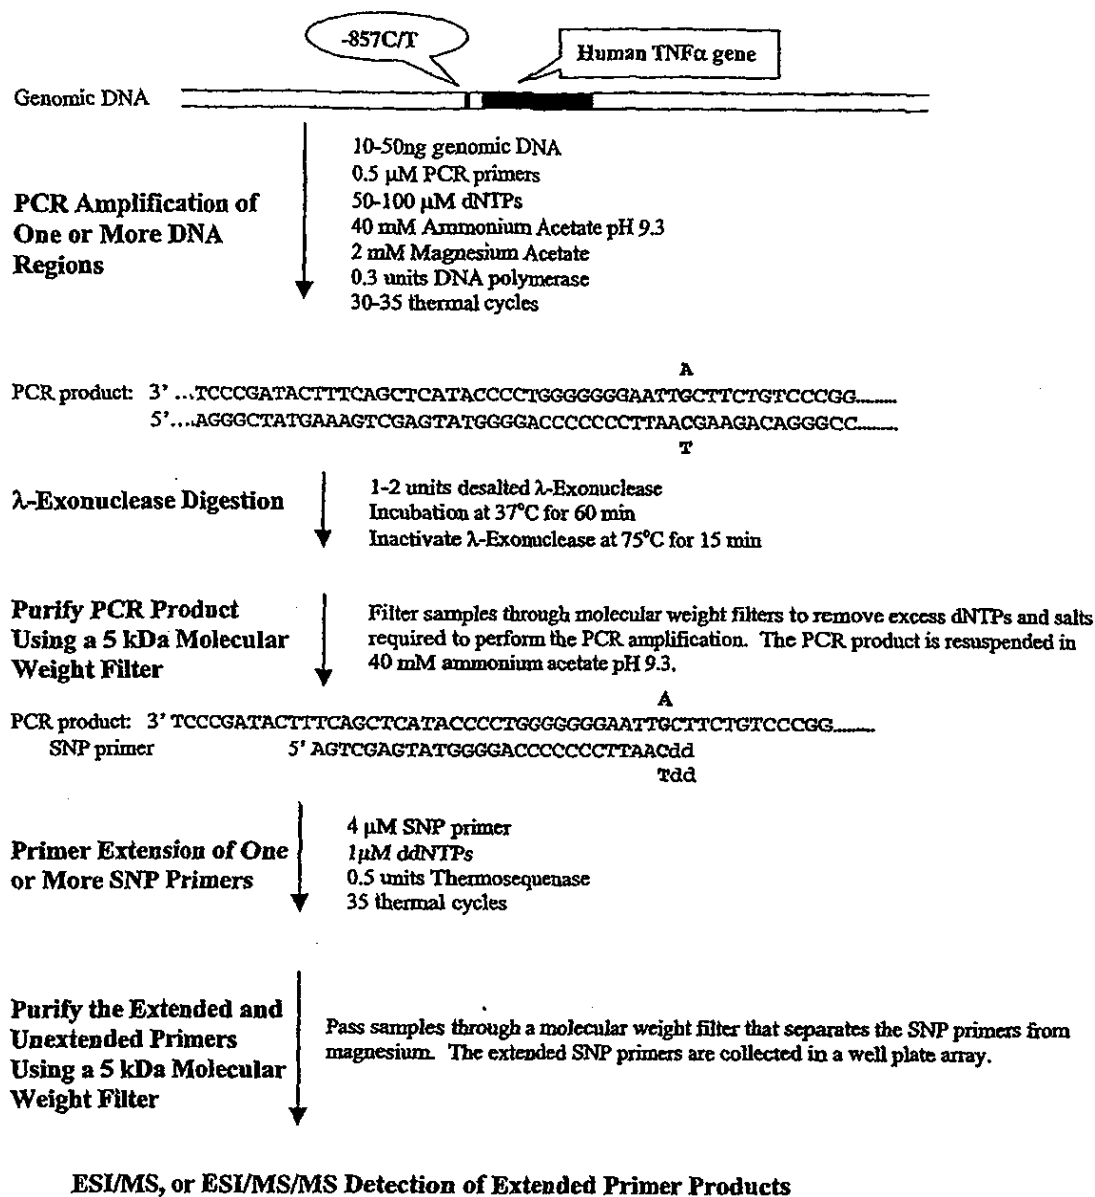 -857C/T
Human TNFα gene
Genomic DNA
PCR Amplification of
One or More DNA
Regions
10-50ng genomic DNA
0.5 µM PCR primers
50-100 µM dNTPs
40 mM Ammonium Acetate pH 9.3
2 mM Magnesium Acetate
0.3 units DNA polymerase
30-35 thermal cycles
A
PCR product: 3' ...TCCCGATACTTTCAGCTCATACCCCTGGGGGGGAATTGCTTCTGTCCCGG.........
5'...AGGGCTATGAAAGTCGAGTATGGGGACCCCCCCTTAACGAAGACAGGGCC.........
T
λ-Exonuclease Digestion
1-2 units desalted λ-Exonuclease
Incubation at 37°C for 60 min
Inactivate λ-Exonuclease at 75°C for 15 min
Purify PCR Product
Using a 5 kDa Molecular
Weight Filter
Filter samples through molecular weight filters to remove excess dNTPs and salts
required to perform the PCR amplification. The PCR product is resuspended in
40 mM ammonium acetate pH 9.3.
A
PCR product: 3' TCCCGATACTTTCAGCTCATACCCCTGGGGGGGAATTGCTTCTGTCCCGG.........
SNP primer 5' AGTCGAGTATGGGGACCCCCCCTTAACdd
Tdd
Primer Extension of One
or More SNP Primers
4 µM SNP primer
1µM ddNTPs
0.5 units Thermosequenase
35 thermal cycles
Purify the Extended and
Unextended Primers
Using a 5 kDa Molecular
Weight Filter
Pass samples through a molecular weight filter that separates the SNP primers from
magnesium. The extended SNP primers are collected in a well plate array.
ESI/MS, or ESI/MS/MS Detection of Extended Primer Products